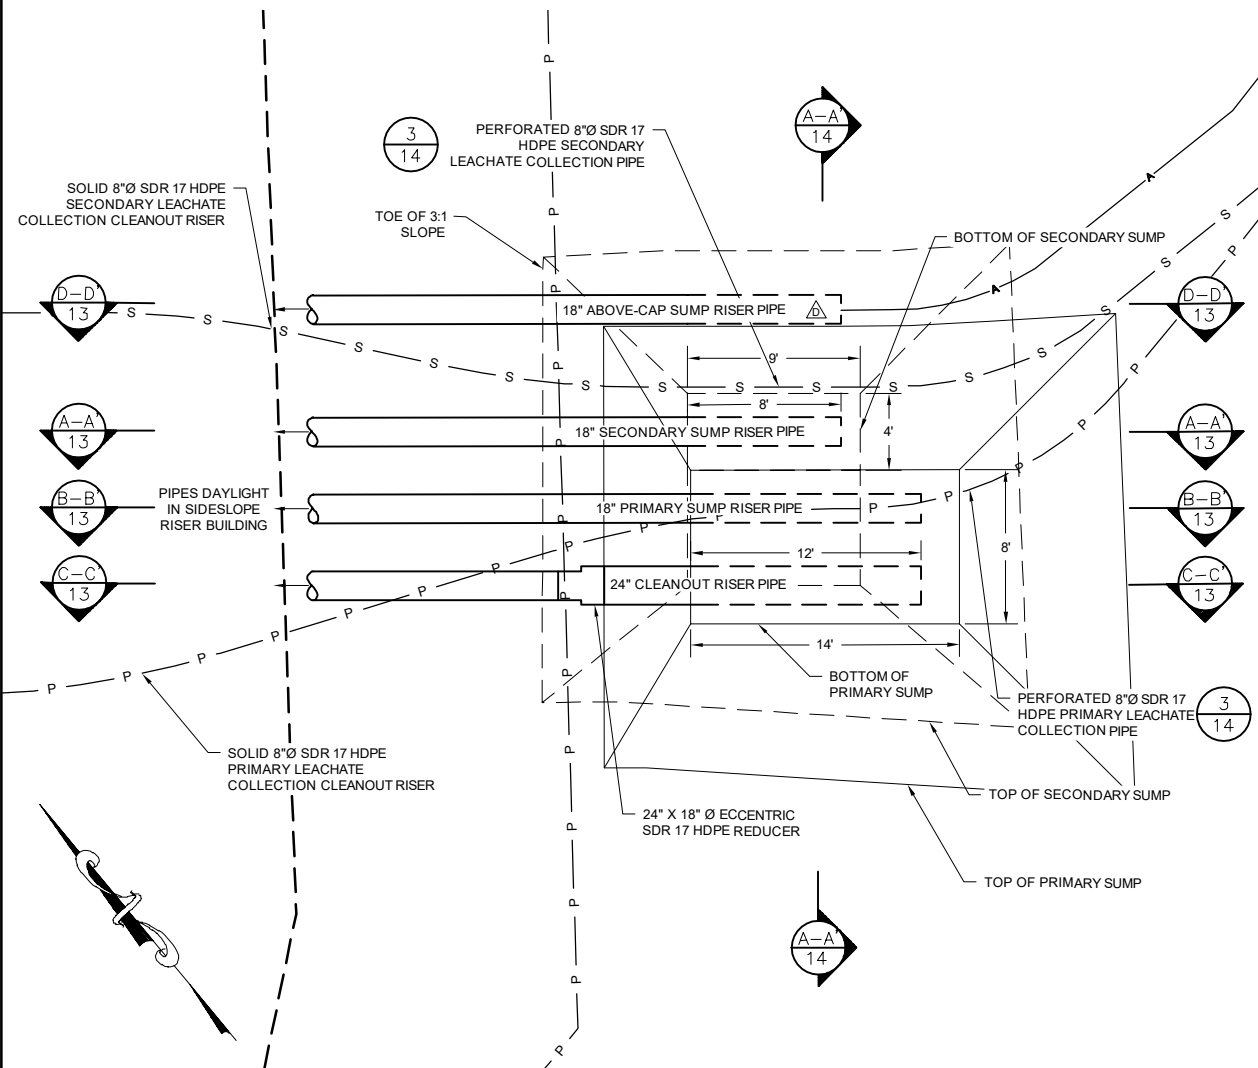 P
A-A'
14
3
14
PERFORATED 8"Ø SDR 17
HDPE SECONDARY
LEACHATE COLLECTION PIPE
A
SOLID 8"Ø SDR 17 HDPE
SECONDARY LEACHATE
COLLECTION CLEANOUT RISER
P
TOE OF 3:1
SLOPE
S
BOTTOM OF SECONDARY SUMP
P
S
P
D-D'
13
P
A
D-D'
13
18" ABOVE-CAP SUMP RISER PIPE
D
S
S
S
S
S
S
S
S
S
S
S
S
S
P
P
9'
P
8'
4'
A-A'
13
18" SECONDARY SUMP RISER PIPE
P
P
A-A'
13
P
B-B'
13
PIPES DAYLIGHT
IN SIDESLOPE
RISER BUILDING
18" PRIMARY SUMP RISER PIPE
P
P
P
P
P
P
B-B'
13
12'
8'
C-C'
13
24" CLEANOUT RISER PIPE
P
P
P
P
P
P
P
P
C-C'
13
14'
BOTTOM OF
PRIMARY SUMP
P
PERFORATED 8"Ø SDR 17
HDPE PRIMARY LEACHATE
COLLECTION PIPE
3
14
SOLID 8"Ø SDR 17 HDPE
PRIMARY LEACHATE
COLLECTION CLEANOUT RISER
P
TOP OF SECONDARY SUMP
24" X 18" Ø ECCENTRIC
SDR 17 HDPE REDUCER
P
TOP OF PRIMARY SUMP
P
A-A'
14
P
P